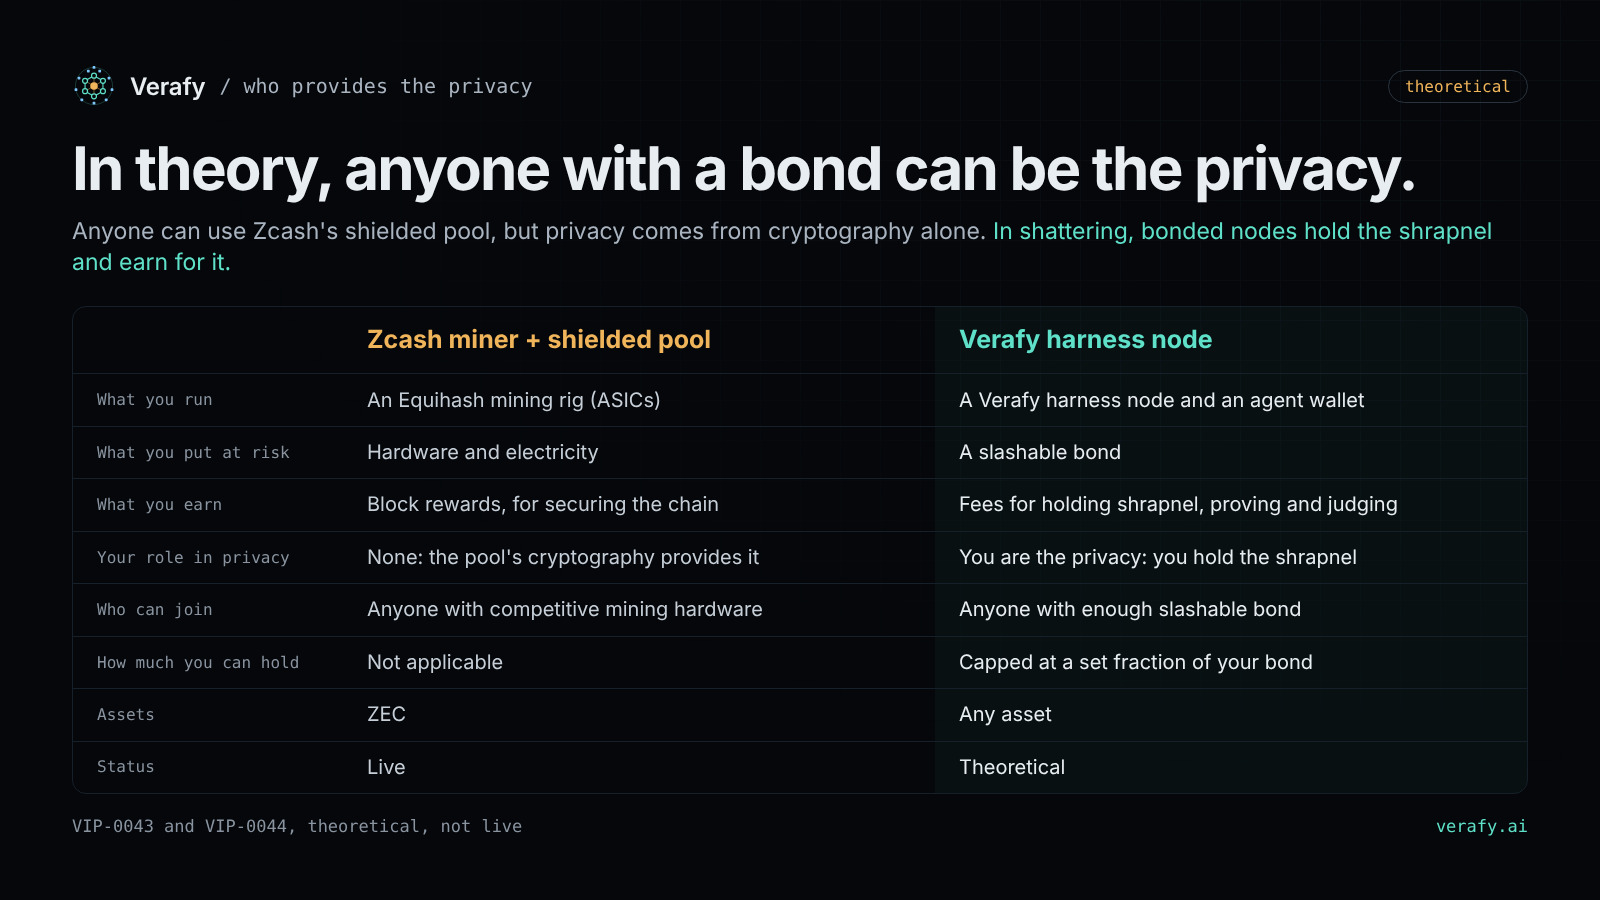 Verafy / who provides the privacy
theoretical
In theory, anyone with a bond can be the privacy.
Anyone can use Zcash's shielded pool, but privacy comes from cryptography alone. In shattering, bonded nodes hold the shrapnel
and earn for it.
Zcash miner + shielded pool
Verafy harness node
What you run
An Equihash mining rig (ASICs)
A Verafy harness node and an agent wallet
What you put at risk
Hardware and electricity
A slashable bond
What you earn
Block rewards, for securing the chain
Fees for holding shrapnel, proving and judging
Your role in privacy
None: the pool's cryptography provides it
You are the privacy: you hold the shrapnel
Who can join
Anyone with competitive mining hardware
Anyone with enough slashable bond
How much you can hold
Not applicable
Capped at a set fraction of your bond
Assets
ZEC
Any asset
Status
Live
Theoretical
VIP-0043 and VIP-0044, theoretical, not live
verafy.ai